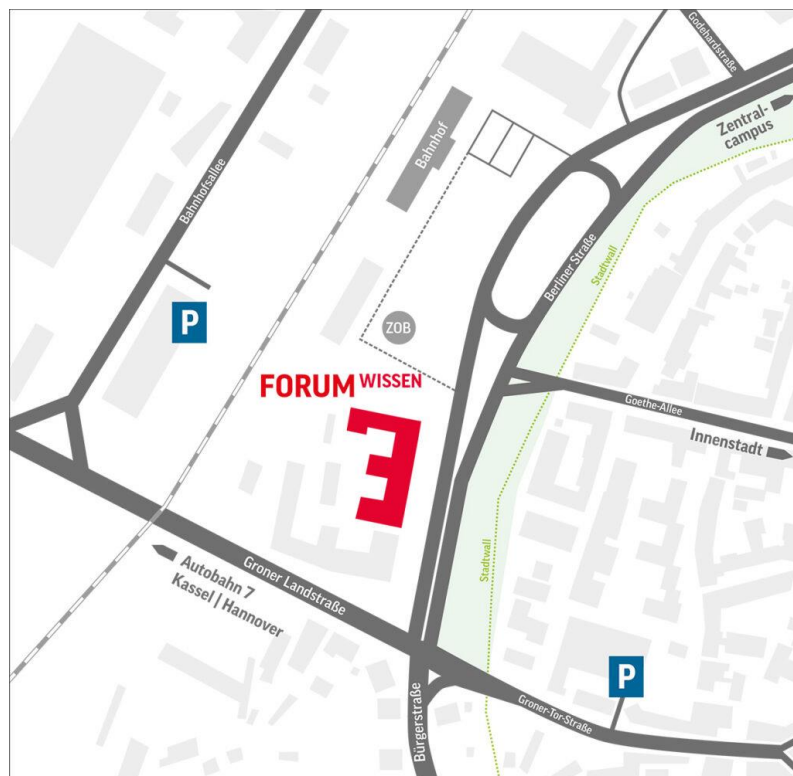 Godehardstraße
Zentral-
campus
Bahnhof
Bahnhofsallee
Stadtwall
Berliner Straße
P
ZOB
FORUM WISSEN
Goethe-Allee
Innenstadt
Autobahn 7
Kassel | Hannover
Groner Landstraße
Stadtwall
P
Bürgerstraße
Groner-Tor-Straße